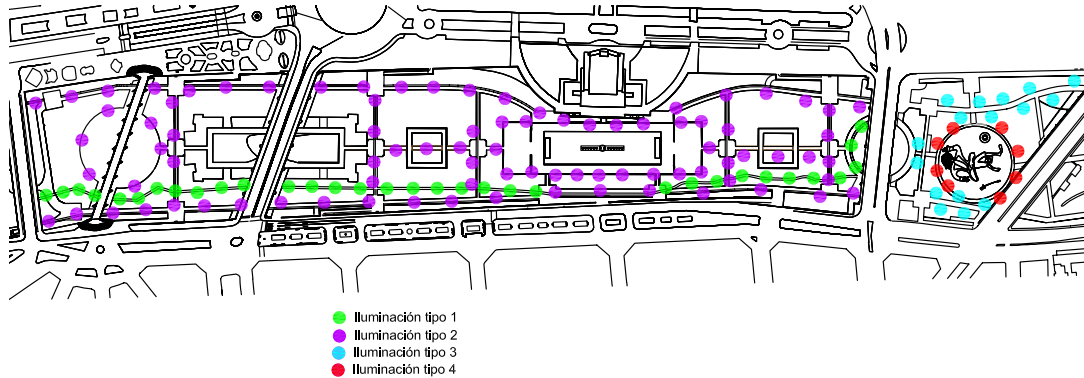 Iluminación tipo 1
Iluminación tipo 2
Iluminación tipo 3
Iluminación tipo 4